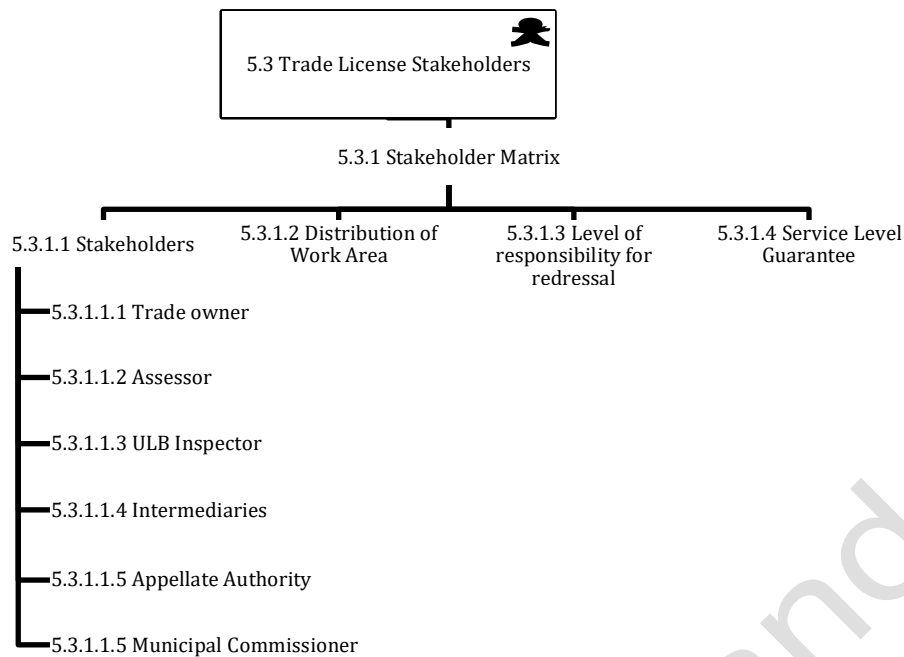 5.3 Trade License Stakeholders
5.3.1 Stakeholder Matrix
5.3.1.1 Stakeholders
5.3.1.2 Distribution of
Work Area
5.3.1.3 Level of
responsibility for
redressal
5.3.1.4 Service Level
Guarantee
5.3.1.1.1 Trade owner
5.3.1.1.2 Assessor
5.3.1.1.3 ULB Inspector
5.3.1.1.4 Intermediaries
5.3.1.1.5 Appellate Authority
5.3.1.1.5 Municipal Commissioner